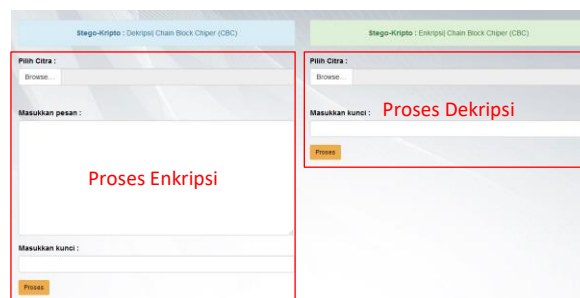 Stego-Kripto : Dekripsi| Chain Block Chiper (CBC)
Pilih Citra :
Browse...
Masukkan pesan :
Proses Enkripsi
Masukkan kunci :
Proses
Stego-Kripto : Enkripsi| Chain Block Chiper (CBC)
Pilih Citra :
Browse...
Masukkan kunci :
Proses Dekripsi
Proses